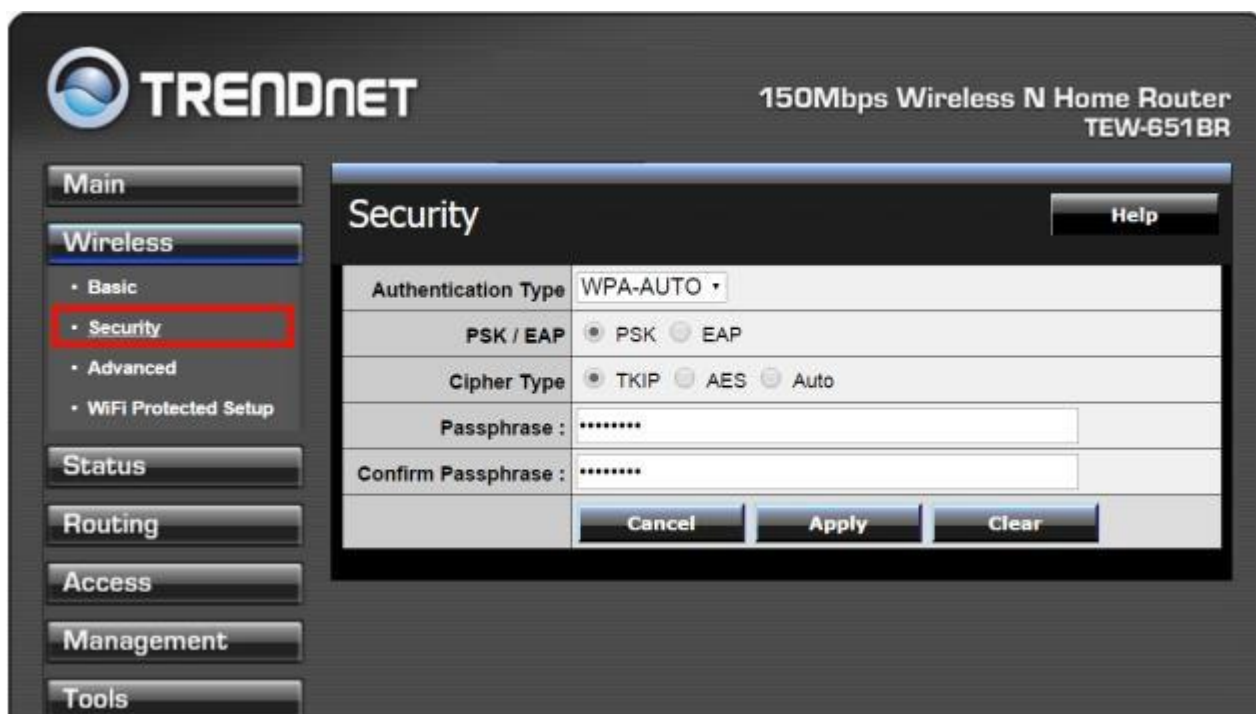 TRENDNET
150Mbps Wireless N Home Router
TEW-651BR
Main
Wireless
• Basic
• Security
• Advanced
• WiFi Protected Setup
Status
Routing
Access
Management
Tools
Security
Help
Authentication Type WPA-AUTO
PSK / EAP PSK EAP
Cipher Type TKIP AES Auto
Passphrase : ••••••••
Confirm Passphrase : ••••••••
Cancel Apply Clear